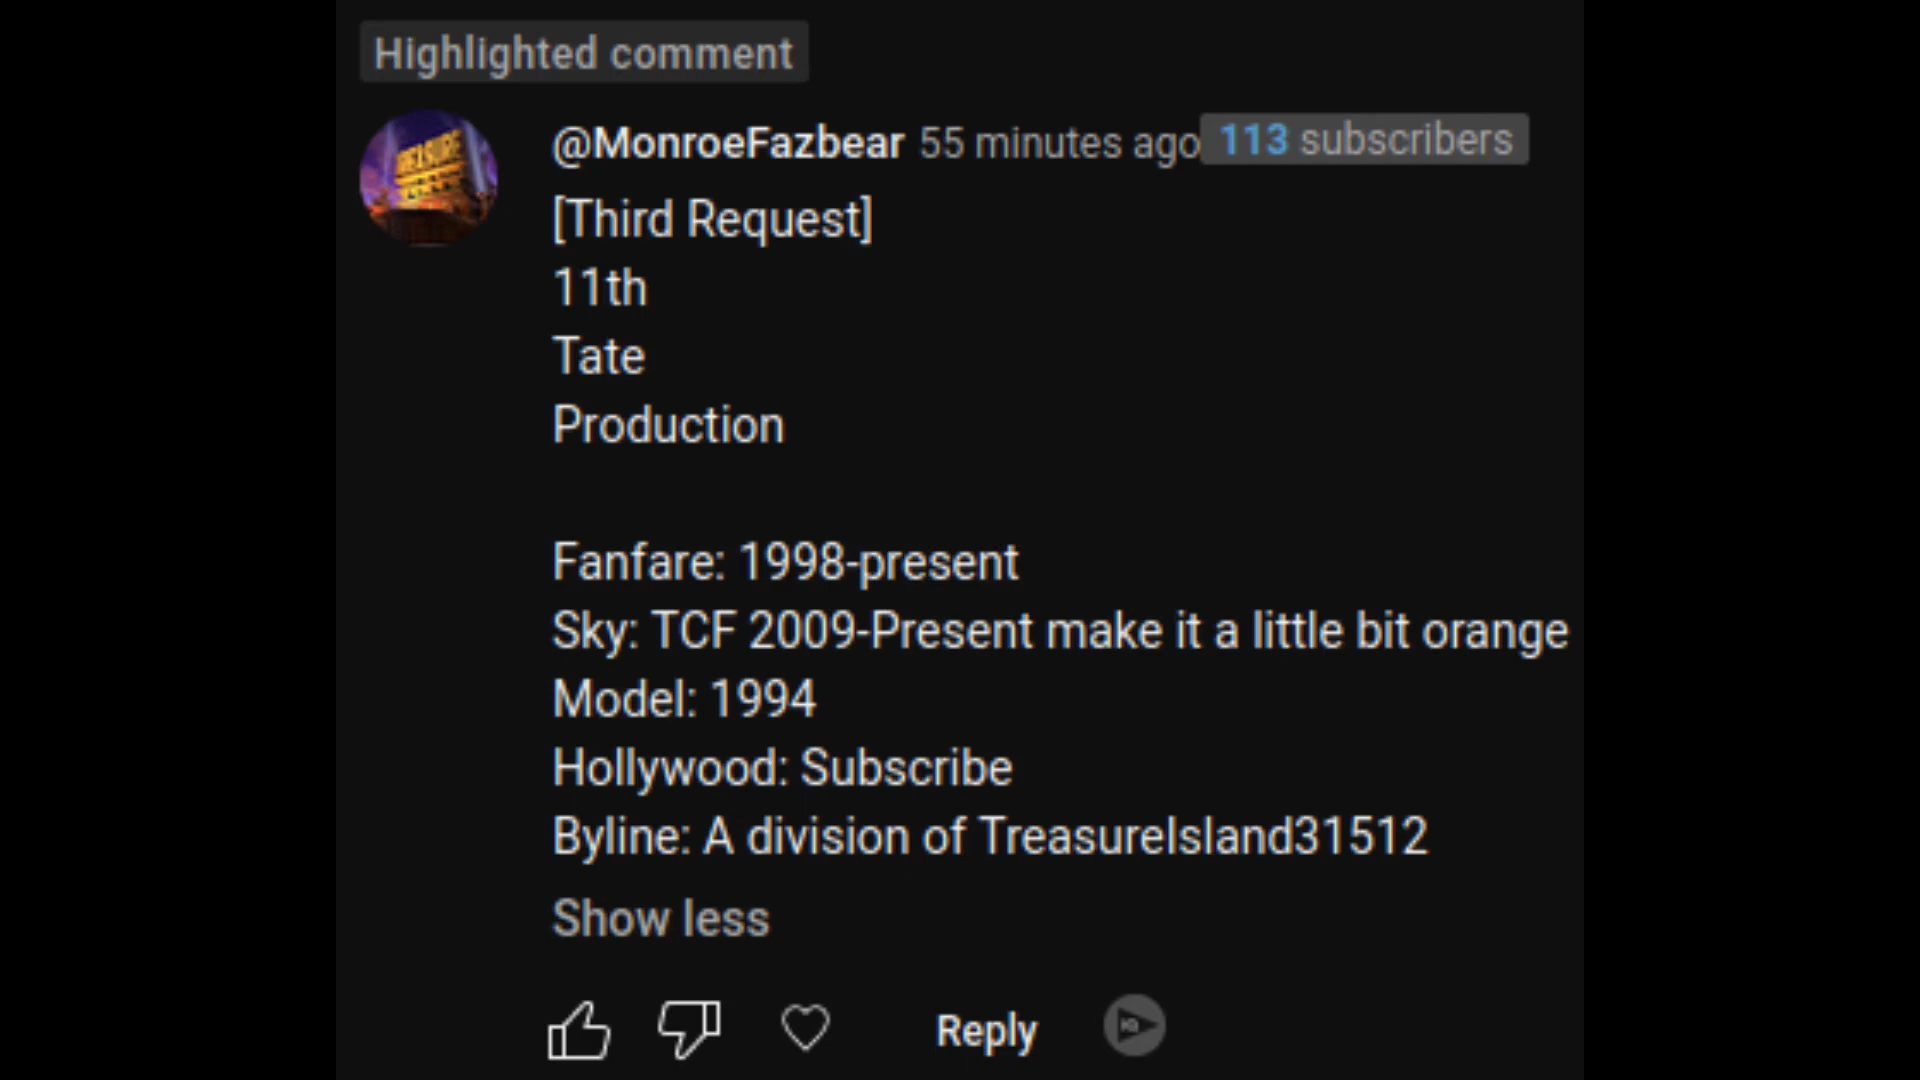 Highlighted comment
@MonroeFazbear 55 minutes ago 113 subscribers
[Third Request]
11th
Tate
Production
Fanfare: 1998-present
Sky: TCF 2009-Present make it a little bit orange
Model: 1994
Hollywood: Subscribe
Byline: A division of TreasureIsland31512
Show less
Reply